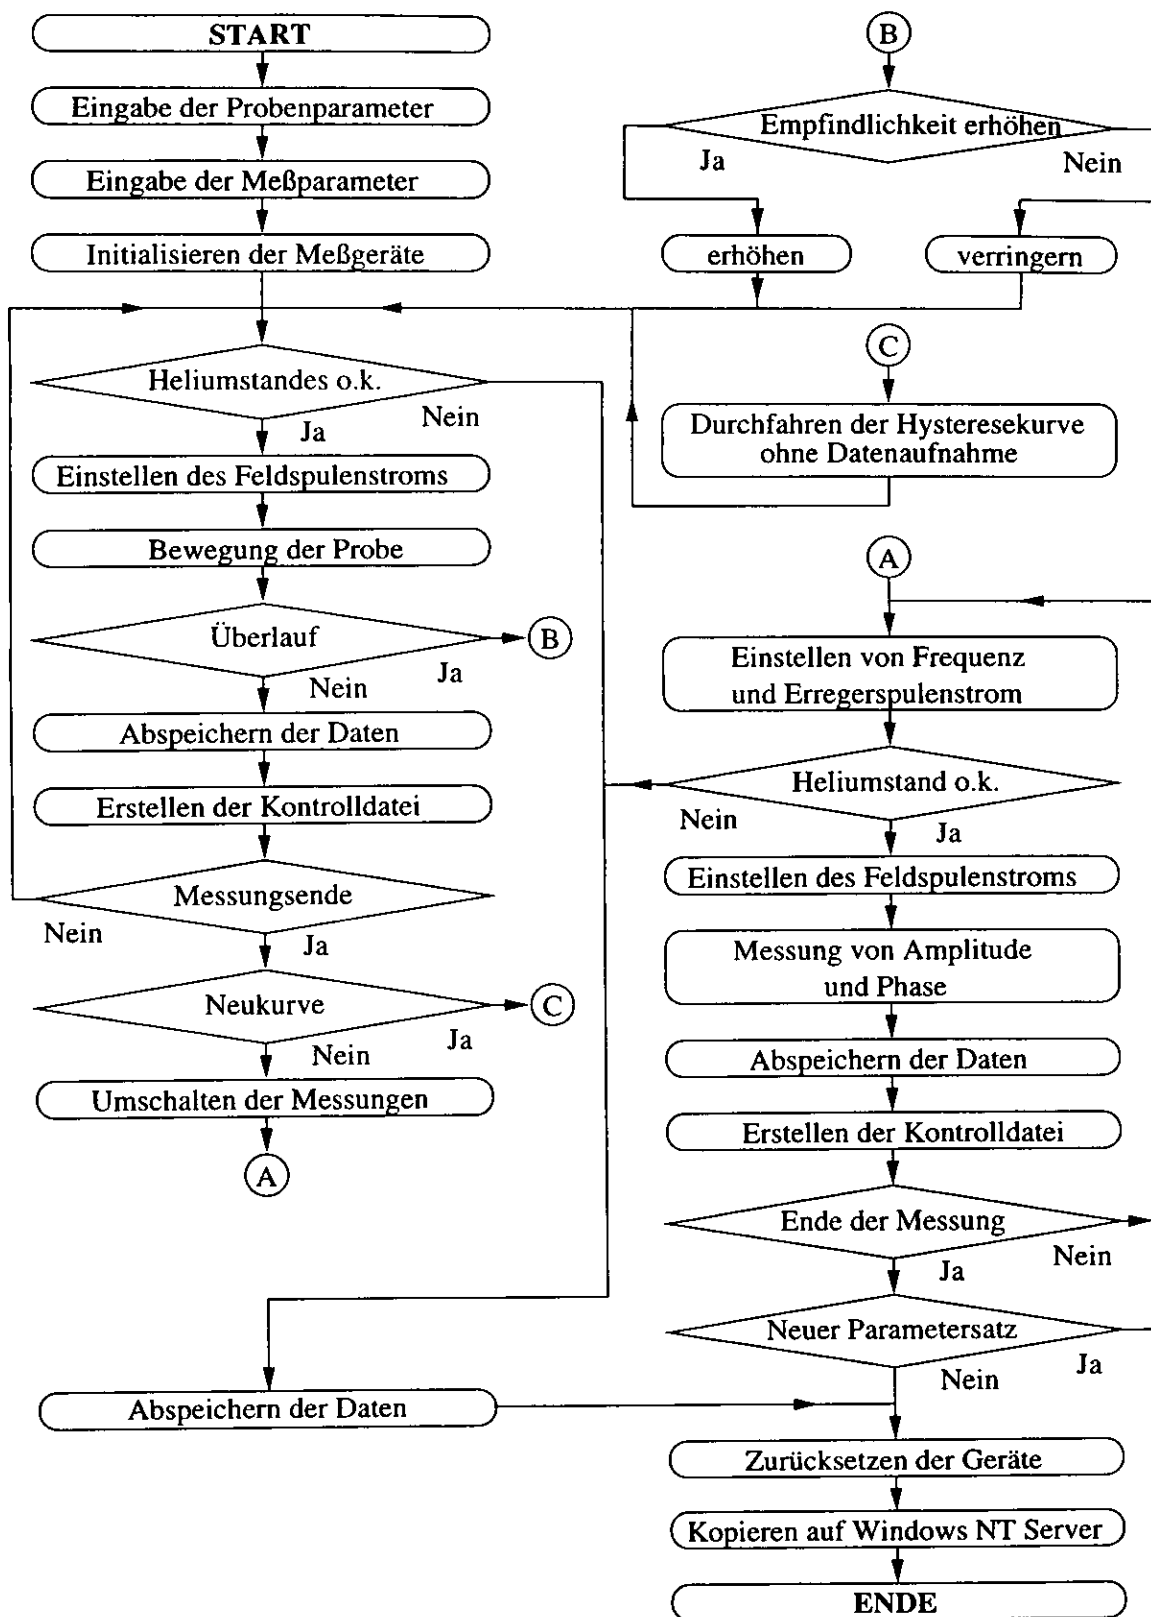 START
Eingabe der Probenparameter
Eingabe der Meßparameter
Initialisieren der Meßgeräte
Heliumstandes o.k.
Nein
Ja
Einstellen des Feldspulenstroms
Bewegung der Probe
Überlauf
B
Ja
Nein
Abspeichern der Daten
Erstellen der Kontrolldatei
Messungsende
Nein
Ja
Neukurve
C
Ja
Nein
Umschalten der Messungen
A
Abspeichern der Daten
B
Empfindlichkeit erhöhen
Ja
Nein
erhöhen
verringern
C
Durchfahren der Hysteresekurve
ohne Datenaufnahme
A
Einstellen von Frequenz
und Erregerspulenstrom
Heliumstand o.k.
Nein
Ja
Einstellen des Feldspulenstroms
Messung von Amplitude
und Phase
Abspeichern der Daten
Erstellen der Kontrolldatei
Ende der Messung
Nein
Ja
Neuer Parametersatz
Ja
Nein
Zurücksetzen der Geräte
Kopieren auf Windows NT Server
ENDE